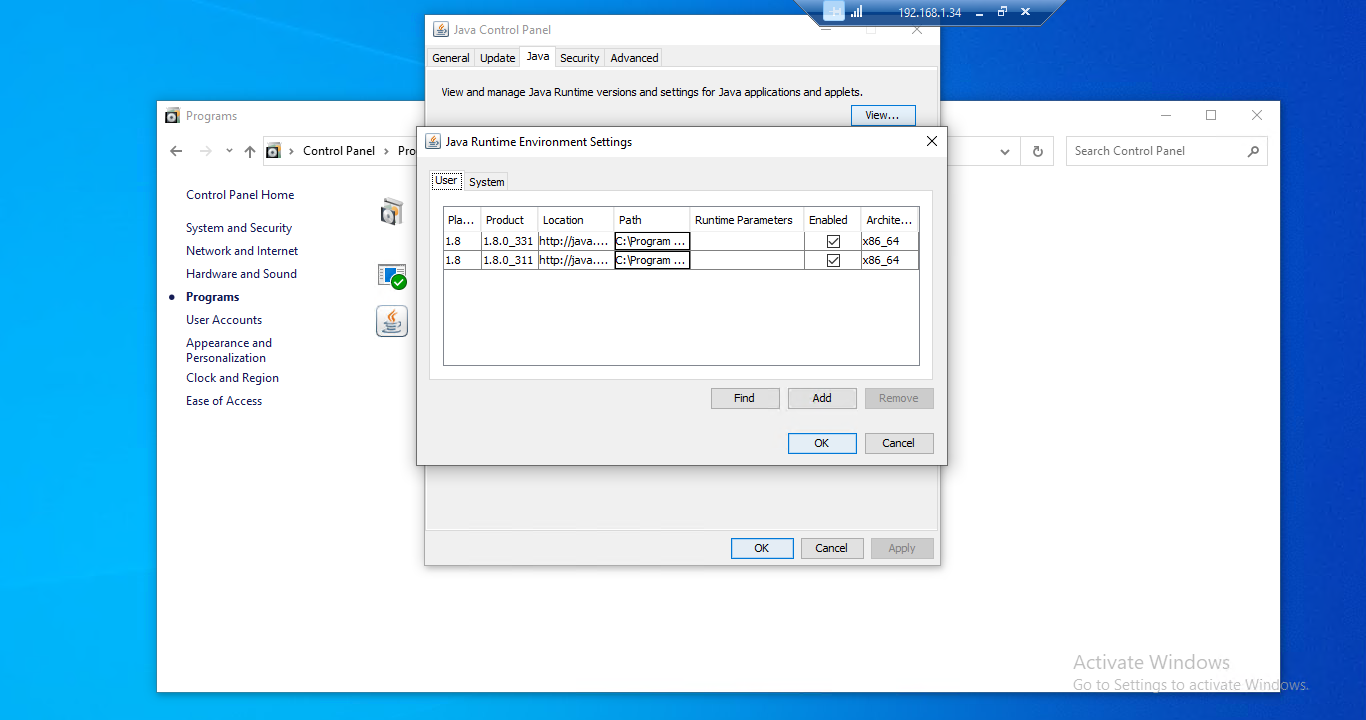 192.168.1.34
Java Control Panel
General Update Java Security Advanced
View and manage Java Runtime versions and settings for Java applications and applets.
View...
Programs
Control Panel > Pro
Search Control Panel
Control Panel Home
System and Security
Network and Internet
Hardware and Sound
Programs
User Accounts
Appearance and
Personalization
Clock and Region
Ease of Access
Java Runtime Environment Settings
User System
Pla... Product Location Path Runtime Parameters Enabled Archite...
1.8 1.8.0_331 http://java.... C:\Program ... x86_64
1.8 1.8.0_311 http://java.... C:\Program ... x86_64
Find Add Remove
OK Cancel
OK Cancel Apply
Activate Windows
Go to Settings to activate Windows.